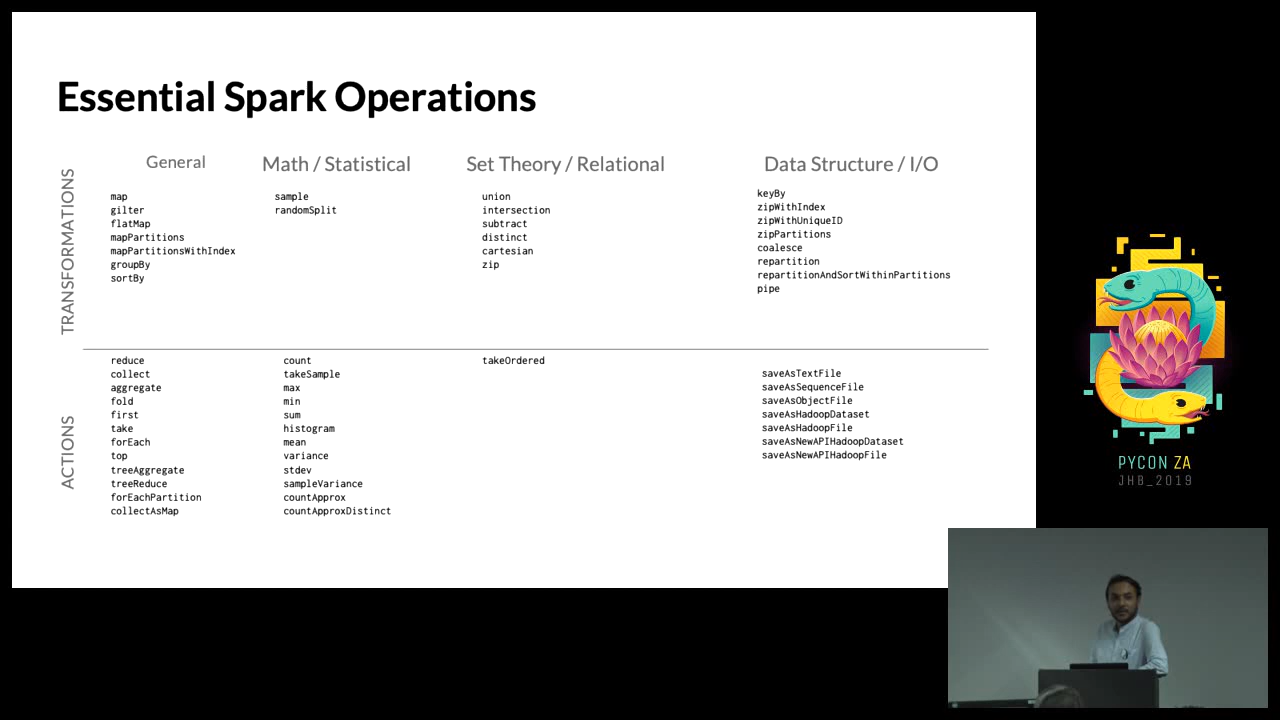 Essential Spark Operations
General
Math / Statistical
Set Theory / Relational
Data Structure / I/O
TRANSFORMATIONS
map
gilter
flatMap
mapPartitions
mapPartitionsWithIndex
groupBy
sortBy
sample
randomSplit
union
intersection
subtract
distinct
cartesian
zip
keyBy
zipWithIndex
zipWithUniqueID
zipPartitions
coalesce
repartition
repartitionAndSortWithinPartitions
pipe
ACTIONS
reduce
collect
aggregate
fold
first
take
forEach
top
treeAggregate
treeReduce
forEachPartition
collectAsMap
count
takeSample
max
min
sum
histogram
mean
variance
stdev
sampleVariance
countApprox
countApproxDistinct
takeOrdered
saveAsTextFile
saveAsSequenceFile
saveAsObjectFile
saveAsHadoopDataset
saveAsHadoopFile
saveAsNewAPIHadoopDataset
saveAsNewAPIHadoopFile
PYCON ZA
JHB_2019